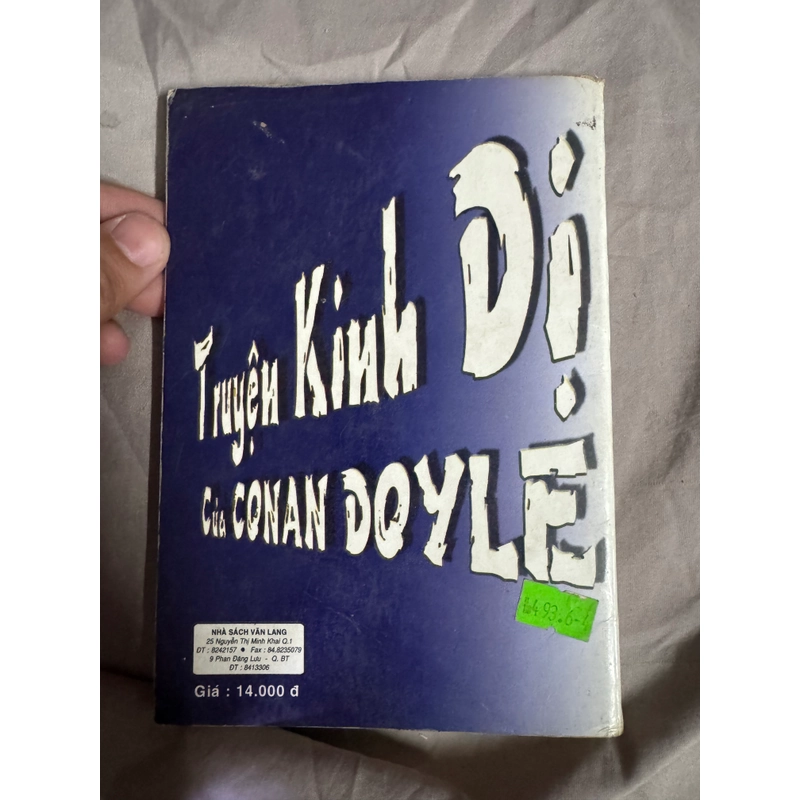 Truyện Kinh Dị
Của CONAN DOYLE
NHÀ SÁCH VĂN LANG
25 Nguyễn Thị Minh Khai Q.1
ĐT : 8242157 ● Fax : 84.8235079
9 Phan Đăng Lưu - Q. BT
ĐT : 8413306
Giá : 14.000 đ